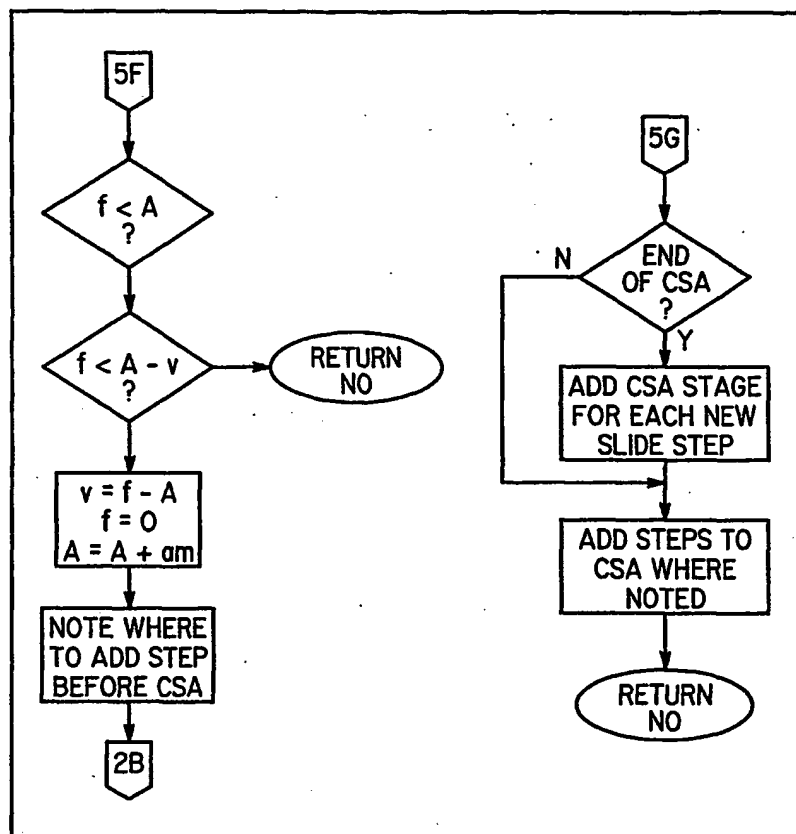 5F
f < A
?
f < A - v
?
RETURN
NO
v = f - A
f = 0
A = A + am
NOTE WHERE
TO ADD STEP
BEFORE CSA
2B
5G
END
OF CSA
?
N
Y
ADD CSA STAGE
FOR EACH NEW
SLIDE STEP
ADD STEPS TO
CSA WHERE
NOTED
RETURN
NO